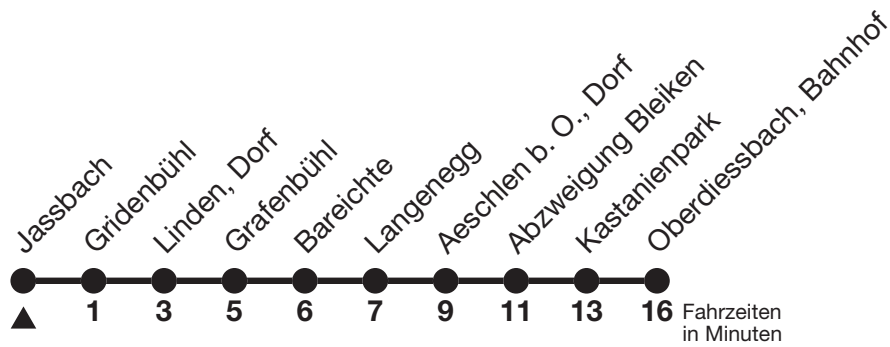 Jassbach
Gridenbühl
Linden, Dorf
Grafenbühl
Bareichte
Langenegg
Aeschlen b. O., Dorf
Abzweigung Bleiken
Kastanienpark
Oberdiessbach, Bahnhof
1 3 5 6 7 9 11 13 16 Fahrzeiten
in Minuten